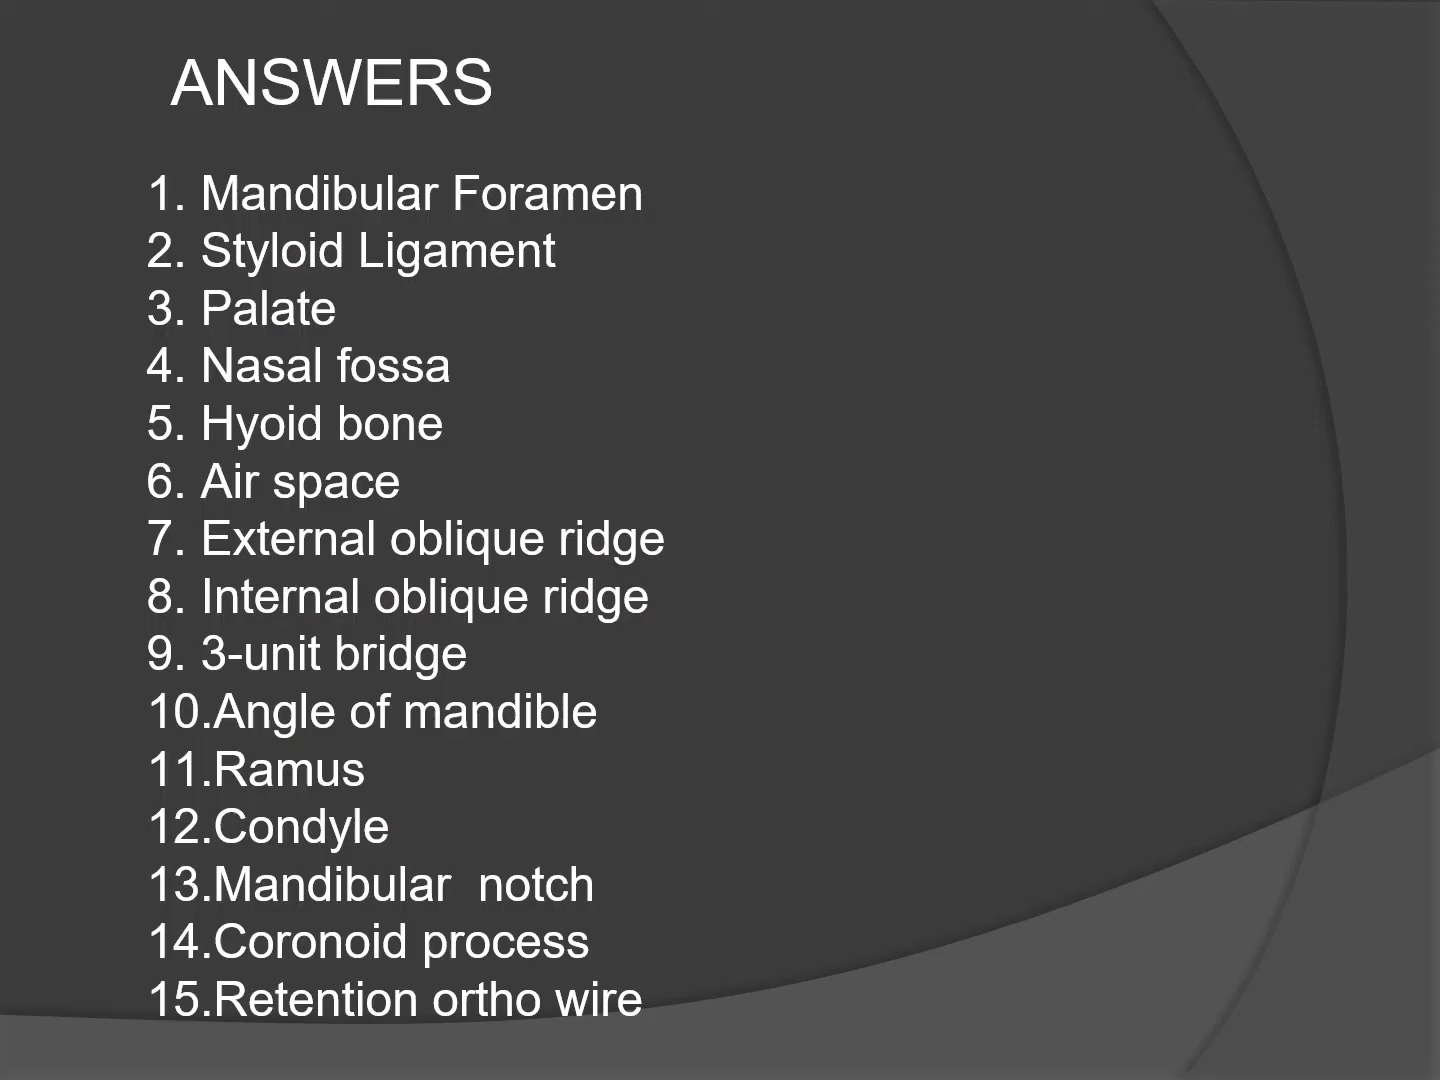 ANSWERS
1. Mandibular Foramen
2. Styloid Ligament
3. Palate
4. Nasal fossa
5. Hyoid bone
6. Air space
7. External oblique ridge
8. Internal oblique ridge
9. 3-unit bridge
10.Angle of mandible
11.Ramus
12.Condyle
13.Mandibular  notch
14.Coronoid process
15.Retention ortho wire